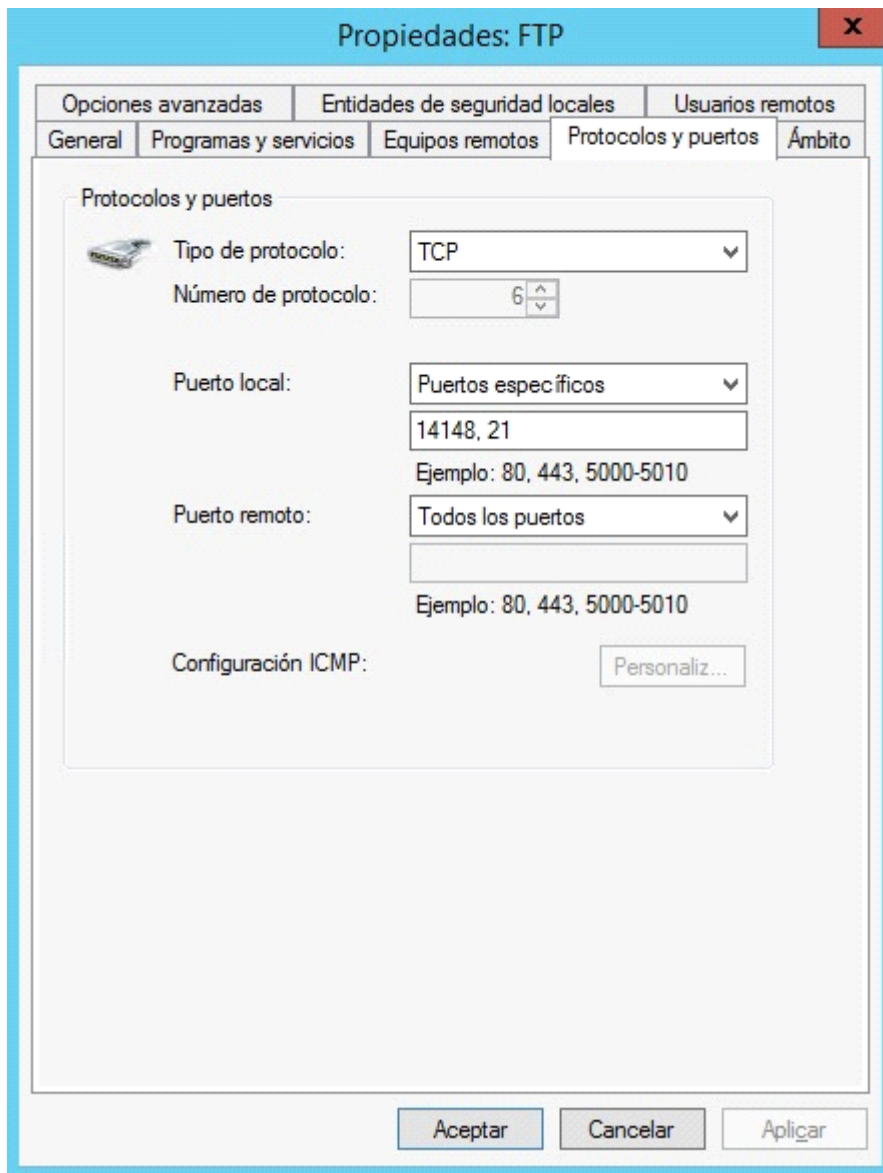 Propiedades: FTP
x
Opciones avanzadas Entidades de seguridad locales Usuarios remotos
General Programas y servicios Equipos remotos Protocolos y puertos Ámbito
Protocolos y puertos
Tipo de protocolo: TCP
Número de protocolo: 6
Puerto local: Puertos específicos
14148, 21
Ejemplo: 80, 443, 5000-5010
Puerto remoto: Todos los puertos
Ejemplo: 80, 443, 5000-5010
Configuración ICMP: Personaliz...
Aceptar Cancelar Aplicar